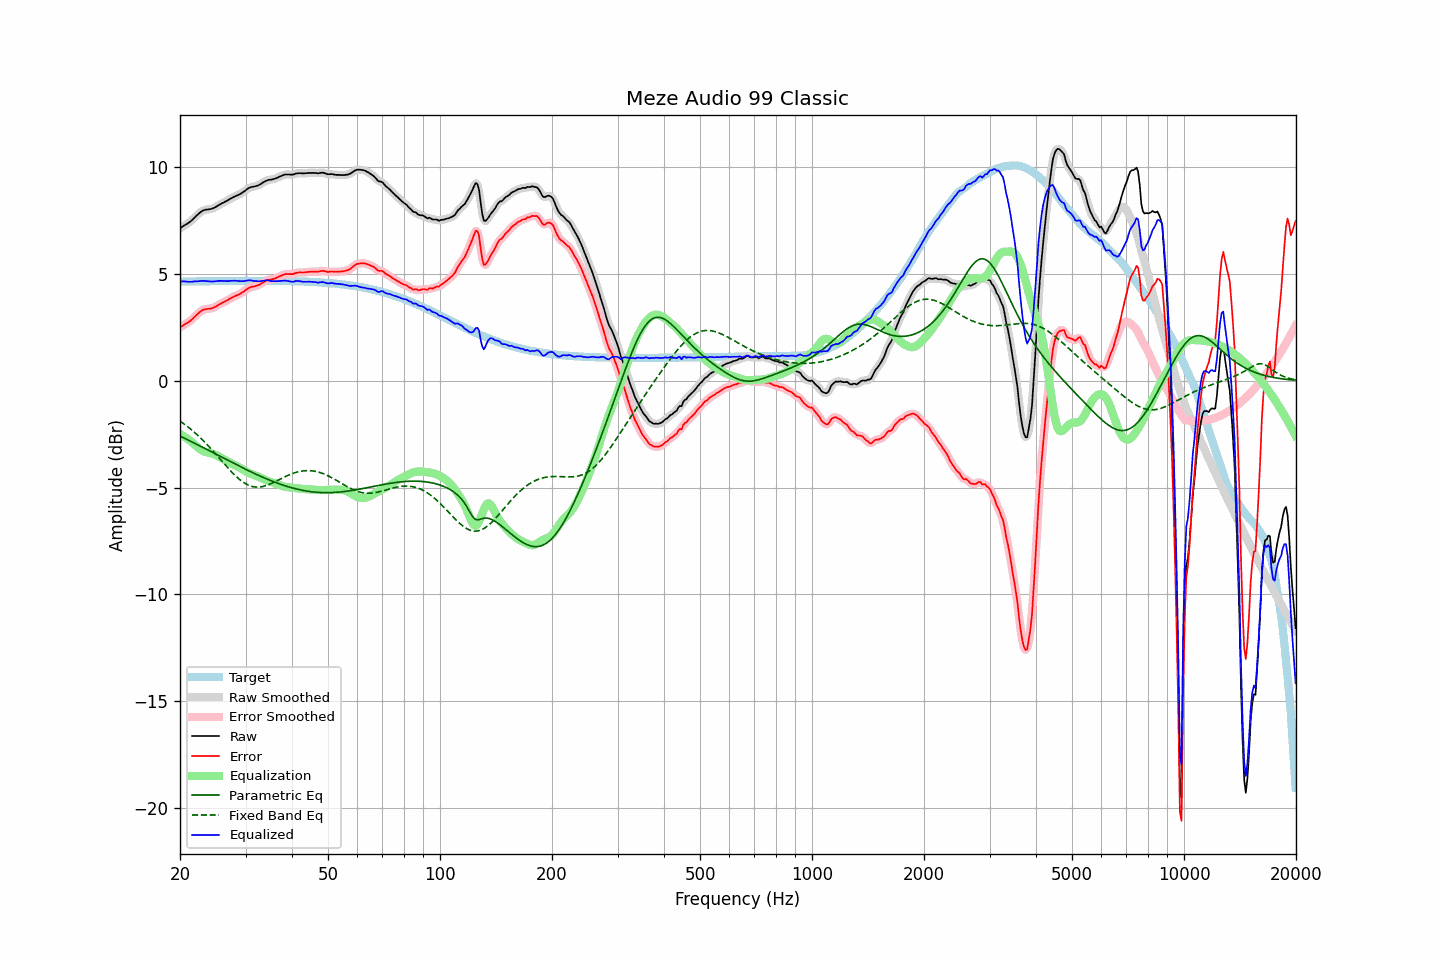 Meze Audio 99 Classic
Amplitude (dBr)
10
5
0
−5
−10
−15
−20
Target
Raw Smoothed
Error Smoothed
Raw
Error
Equalization
Parametric Eq
Fixed Band Eq
Equalized
20 50 100 200 500 1000 2000 5000 10000 20000
Frequency (Hz)